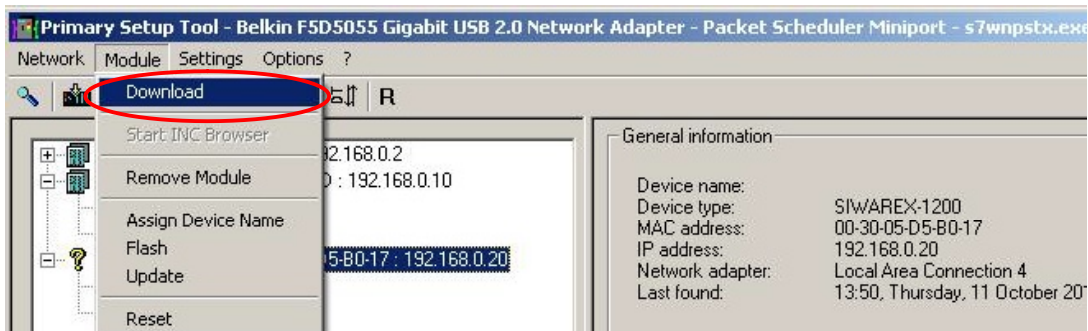 Primary Setup Tool - Belkin F5D5055 Gigabit USB 2.0 Network Adapter - Packet Scheduler Miniport - s7wnpstx.exe
Network Module Settings Options ?
Download
R
Start INC Browser
Remove Module
Assign Device Name
Flash
Update
Reset
92.168.0.2
D : 192.168.0.10
D5-B0-17 : 192.168.0.20
General information
Device name:
Device type: SIWAREX-1200
MAC address: 00-30-05-D5-B0-17
IP address: 192.168.0.20
Network adapter: Local Area Connection 4
Last found: 13:50, Thursday, 11 October 201